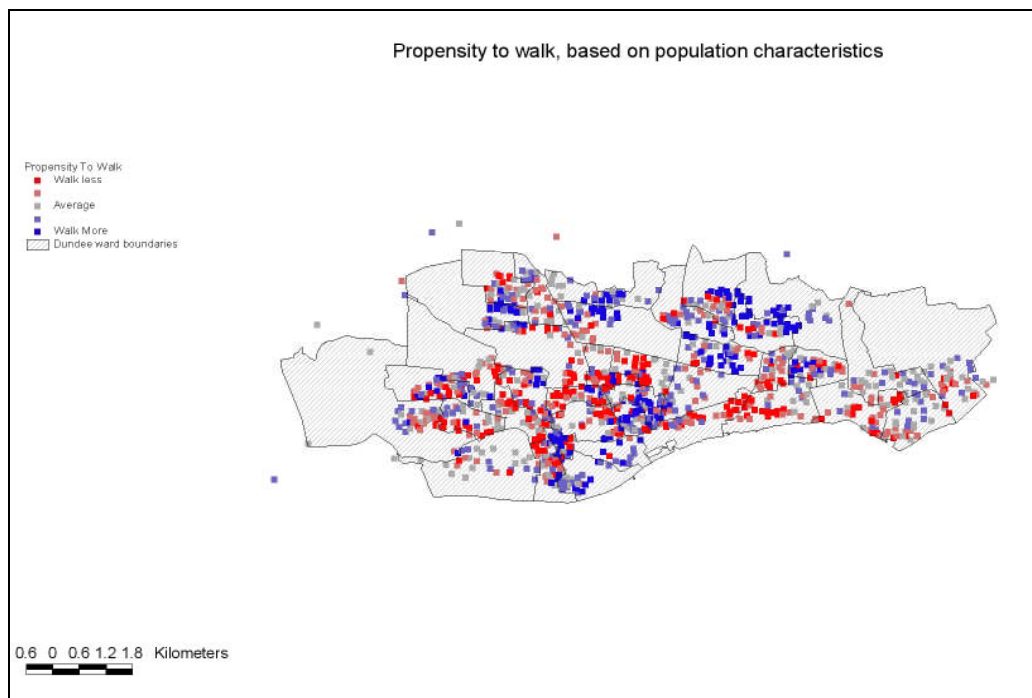 Propensity to walk, based on population characteristics
Propensity To Walk
Walk less
Average
Walk More
Dundee ward boundaries
0.6 0 0.6 1.2 1.8 Kilometers